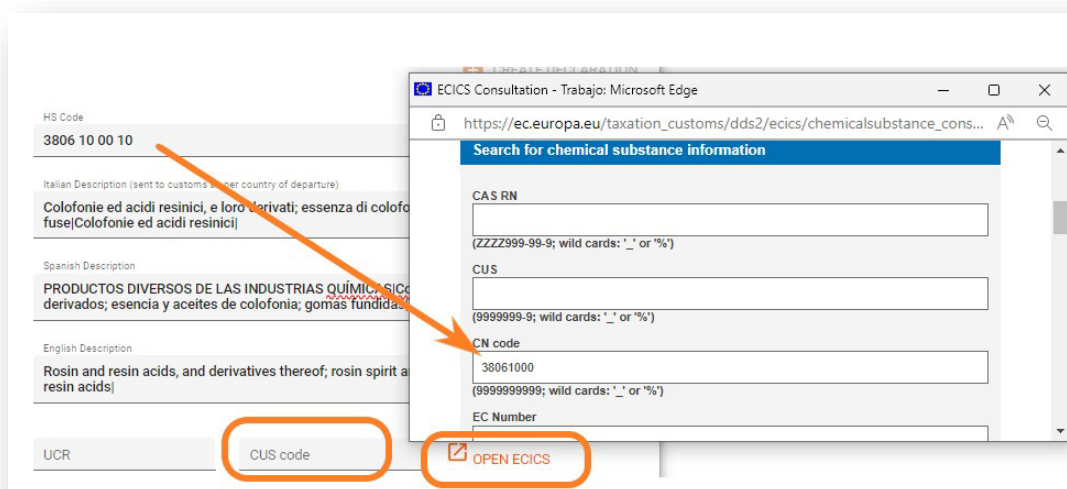 CREATE DECLARATION
HS Code
3806 10 00 10
Italian Description (sent to customs as per country of departure)
Colofonie ed acidi resinici, e loro derivati; essenza di colofo
fuse|Colofonie ed acidi resinici|
Spanish Description
PRODUCTOS DIVERSOS DE LAS INDUSTRIAS QUÍMICAS|Co
derivados; esencia y aceites de colofonia; gomas fundidas
English Description
Rosin and resin acids, and derivatives thereof; rosin spirit a
resin acids|
UCR
CUS code
OPEN ECICS
ECICS Consultation - Trabajo: Microsoft Edge
https://ec.europa.eu/taxation_customs/dds2/ecics/chemicalsubstance_cons...
Search for chemical substance information
CAS RN
(ZZZZ999-99-9; wild cards: '_' or '%')
CUS
(9999999-9; wild cards: '_' or '%')
CN code
38061000
(9999999999; wild cards: '_' or '%')
EC Number